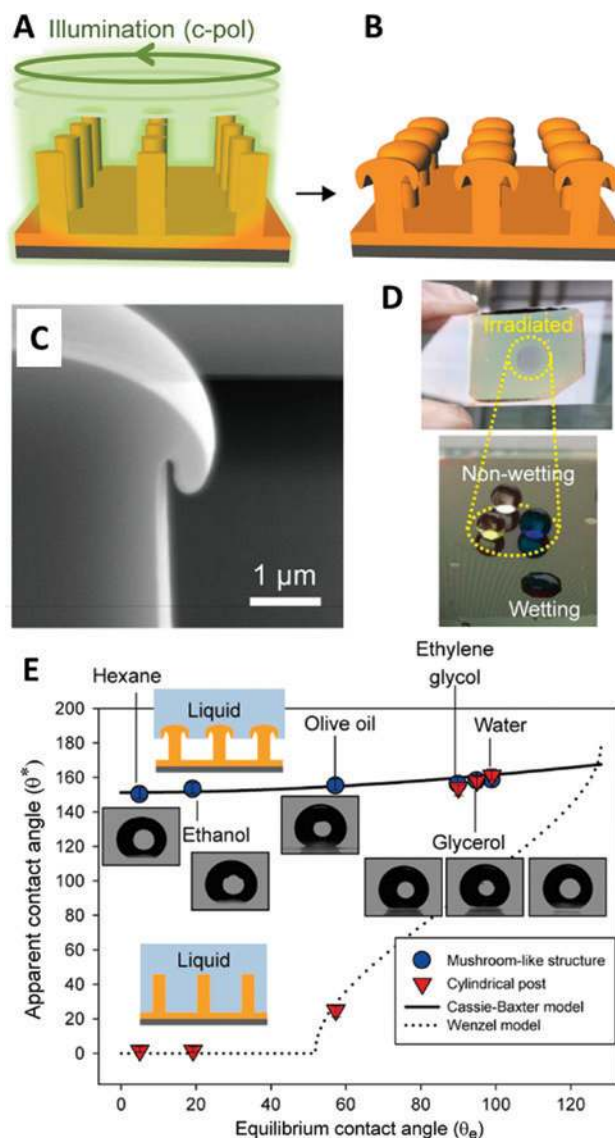 A
Illumination (c-pol)
B
C
1 μm
D
Irradiated
Non-wetting
Wetting
E
Hexane
Liquid
Olive oil
Ethylene
glycol
Water
Ethanol
Glycerol
Liquid
Mushroom-like structure
Cylindrical post
Cassie-Baxter model
Wenzel model
Apparent contact angle (θ*)
200
180
160
140
120
100
80
60
40
20
0
0 20 40 60 80 100 120
Equilibrium contact angle (θe)